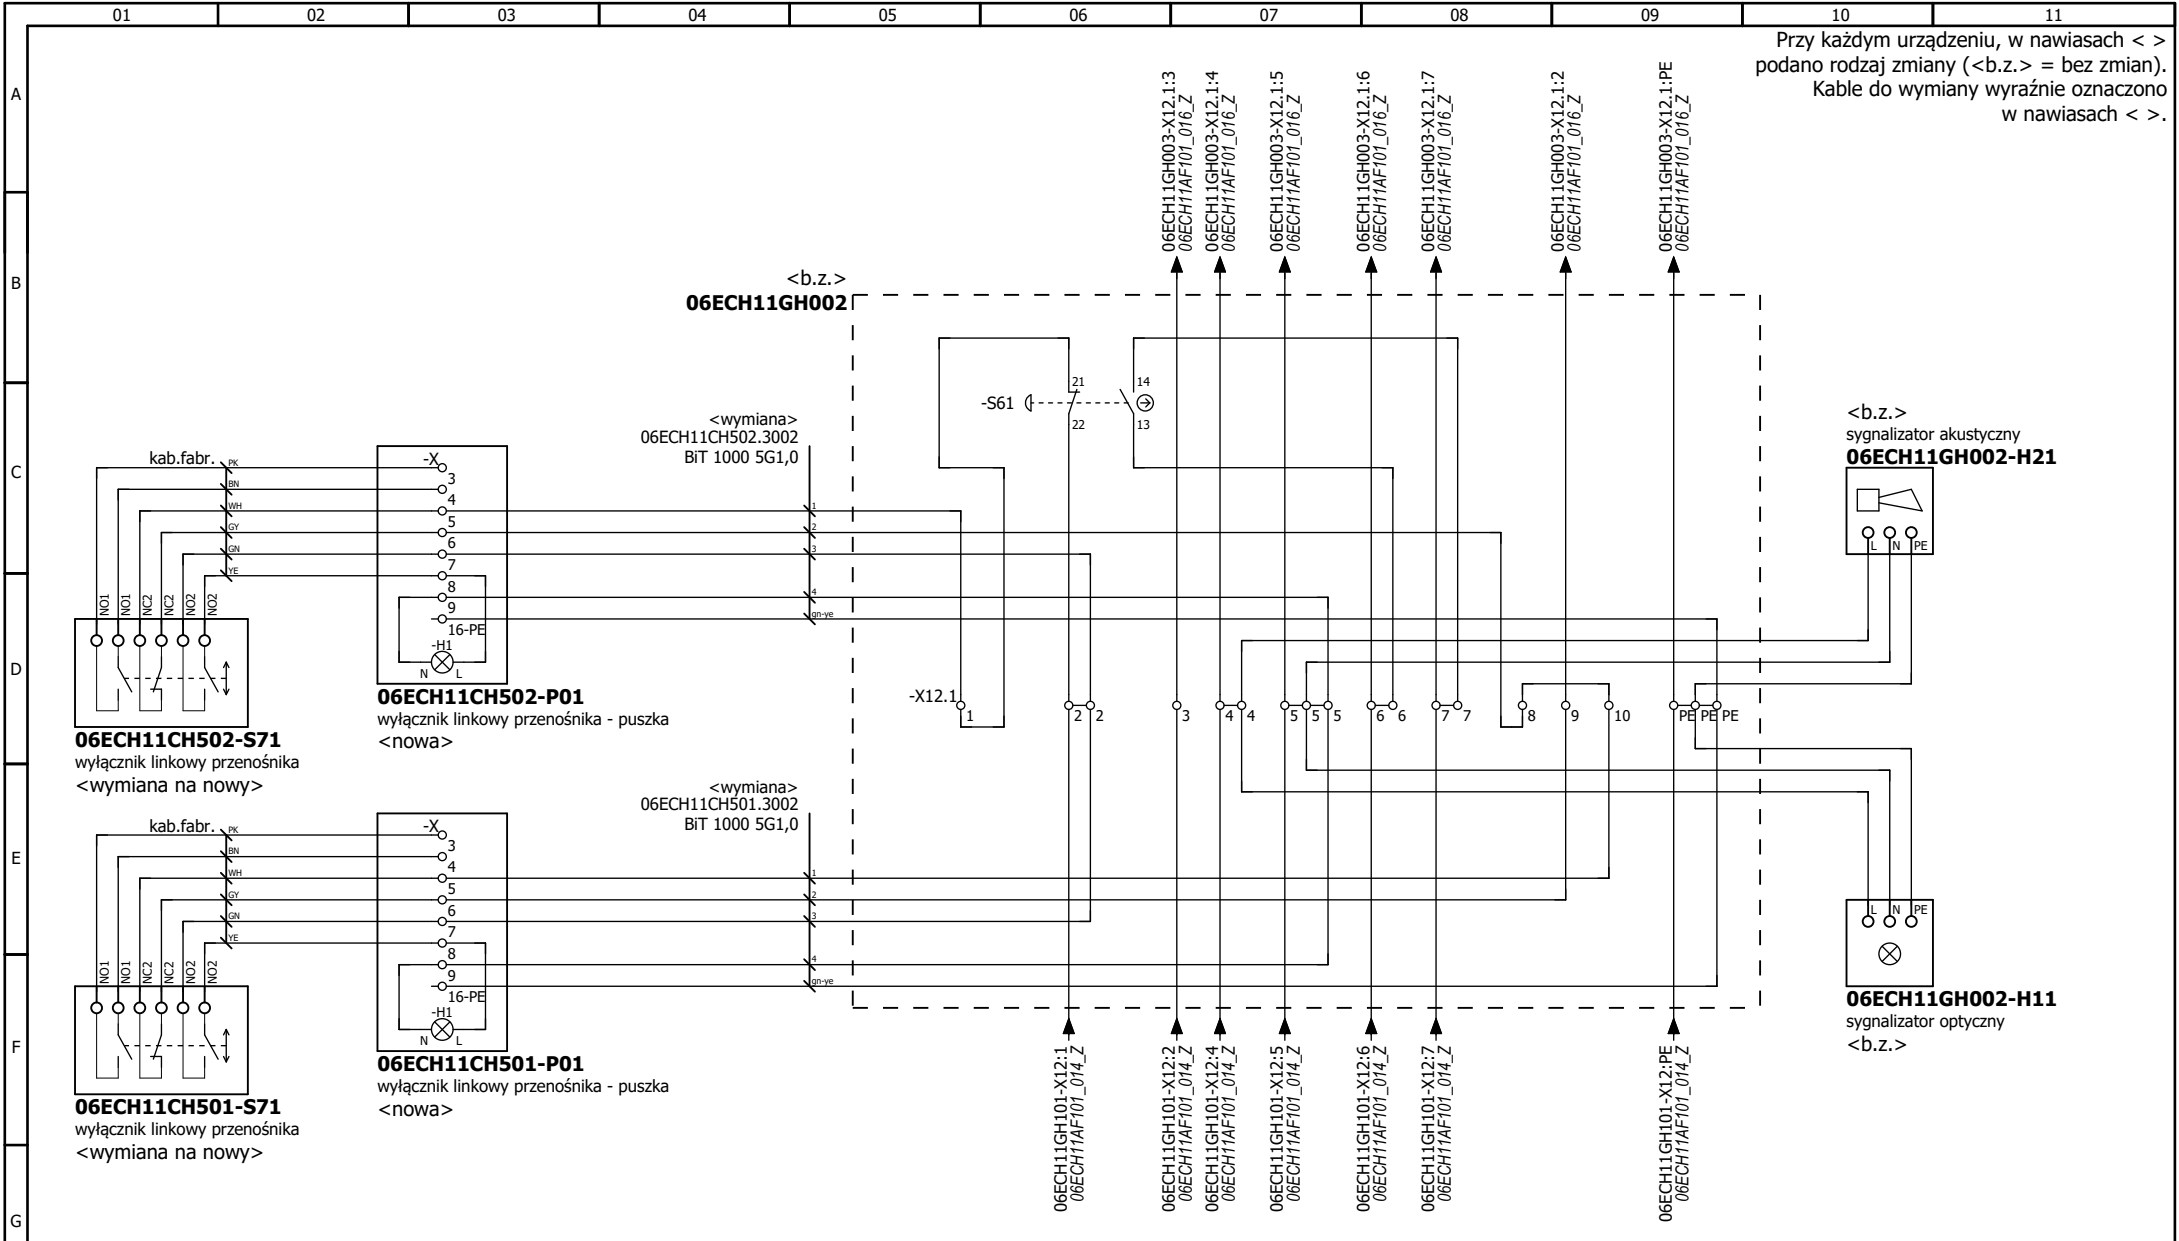 01 02 03 04 05 06 07 08 09 10 11
A
B
C
D
E
F
G
Przy każdym urządzeniu, w nawiasach < >
podano rodzaj zmiany (<b.z.> = bez zmian).
Kable do wymiany wyraźnie oznaczono
w nawiasach < >.
06ECH11GH003-X12.1:3
06ECH11AF101_016_Z
06ECH11GH003-X12.1:4
06ECH11AF101_016_Z
06ECH11GH003-X12.1:5
06ECH11AF101_016_Z
06ECH11GH003-X12.1:6
06ECH11AF101_016_Z
06ECH11GH003-X12.1:7
06ECH11AF101_016_Z
06ECH11GH003-X12.1:2
06ECH11AF101_016_Z
06ECH11GH003-X12.1:PE
06ECH11AF101_016_Z
<b.z.>
06ECH11GH002
21 14
-S61
22 13
<wymiana>
06ECH11CH502.3002
BiT 1000 5G1,0
1
2
3
4
gn-ye
kab.fabr.
PK
BN
WH
GY
GN
YE
-X
3
4
5
6
7
8
9
16-PE
-H1
N L
NO1 NO1 NC2 NC2 NO2 NO2
06ECH11CH502-P01
wyłącznik linkowy przenośnika - puszka
<nowa>
06ECH11CH502-S71
wyłącznik linkowy przenośnika
<wymiana na nowy>
<b.z.>
sygnalizator akustyczny
06ECH11GH002-H21
L N PE
-X12.1
1 2 2 3 4 4 5 5 5 6 6 7 7 8 9 10 PE PE PE
<wymiana>
06ECH11CH501.3002
BiT 1000 5G1,0
1
2
3
4
gn-ye
kab.fabr.
PK
BN
WH
GY
GN
YE
-X
3
4
5
6
7
8
9
16-PE
-H1
N L
NO1 NO1 NC2 NC2 NO2 NO2
06ECH11CH501-P01
wyłącznik linkowy przenośnika - puszka
<nowa>
06ECH11CH501-S71
wyłącznik linkowy przenośnika
<wymiana na nowy>
L N PE
06ECH11GH002-H11
sygnalizator optyczny
<b.z.>
06ECH11GH101-X12:1
06ECH11AF101_014_Z
06ECH11GH101-X12:2
06ECH11AF101_014_Z
06ECH11GH101-X12:4
06ECH11AF101_014_Z
06ECH11GH101-X12:5
06ECH11AF101_014_Z
06ECH11GH101-X12:6
06ECH11AF101_014_Z
06ECH11GH101-X12:7
06ECH11AF101_014_Z
06ECH11GH101-X12:PE
06ECH11AF101_014_Z